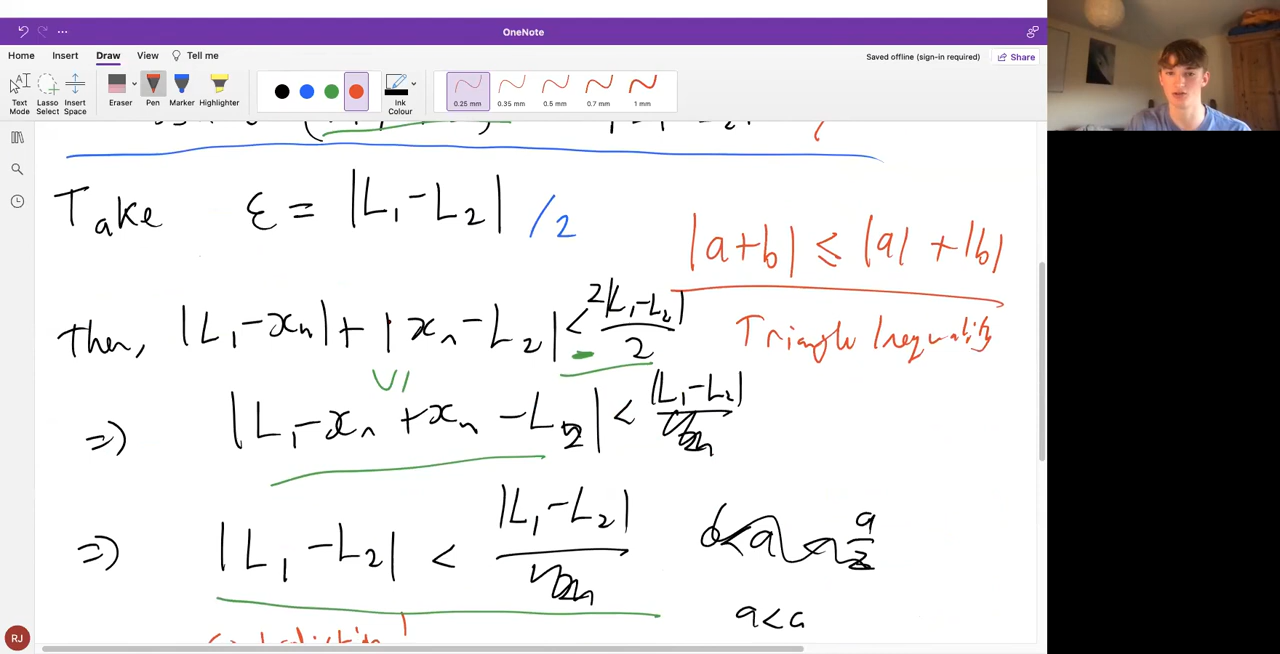 OneNote
Home Insert Draw View Tell me
Saved offline (sign-in required) Share
Text Mode
Lasso Select
Insert Space
Eraser
Pen
Marker
Highlighter
Ink Colour
0.25 mm 0.35 mm 0.5 mm 0.7 mm 1 mm
Take ε = |L₁-L₂| /2
|a+b| ≤ |a| + |b|
Triangle Inequality
then, |L₁-xₙ| + |xₙ-L₂| < 2|L₁-L₂|/2
V|
=> |L₁-xₙ+xₙ-L₂| < |L₁-L₂|
=> |L₁-L₂| < |L₁-L₂|
a<a
RJ